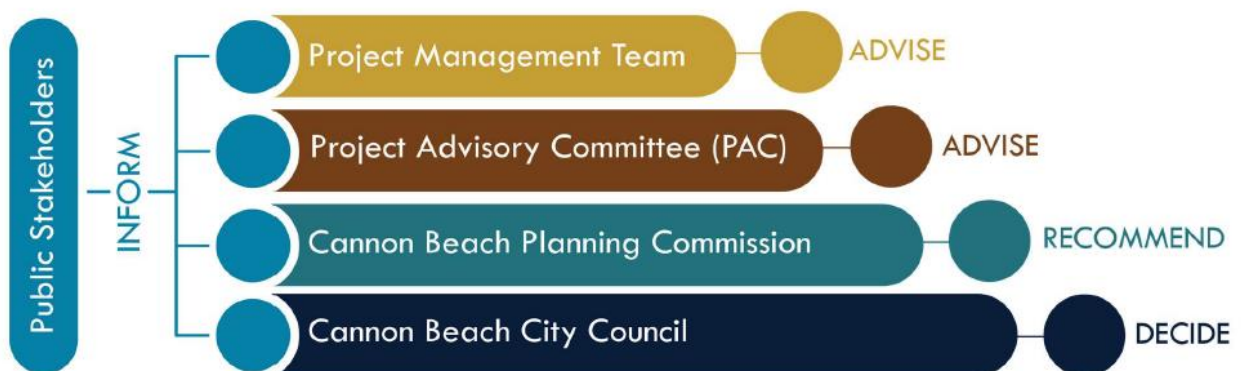 Public Stakeholders
INFORM
Project Management Team
ADVISE
Project Advisory Committee (PAC)
ADVISE
Cannon Beach Planning Commission
RECOMMEND
Cannon Beach City Council
DECIDE